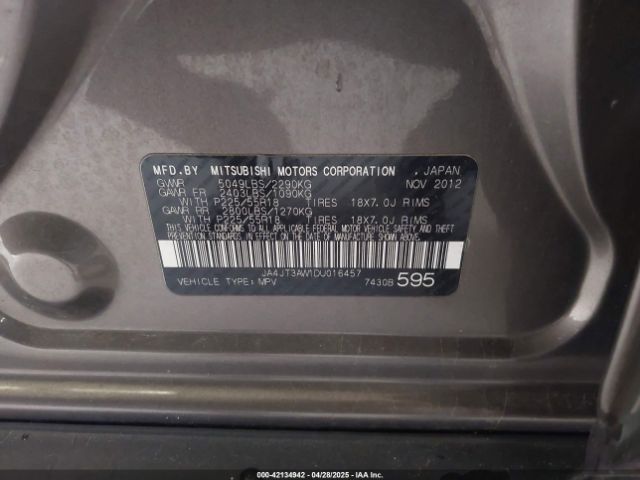 MFD.BY MITSUBISHI MOTORS CORPORATION , JAPAN
GVWR 5049LBS/2290KG NOV 2012
GAWR FR 2403LBS/1090KG
WITH P225/55R18 TIRES 18X7.0J RIMS
GAWR RR 2800LBS/1270KG
WITH P225/55R18 TIRES 18X7.0J RIMS
THIS VEHICLE CONFORMS TO ALL APPLICABLE FEDERAL
MOTOR VEHICLE SAFETY AND THEFT PREVENTION
STANDARDS IN EFFECT ON THE DATE OF MANUFACTURE
SHOWN ABOVE.
JA4JT3AW1DU016457
VEHICLE TYPE: MPV 7430B 595
000-42134942 - 04/28/2025 - IAAI.com